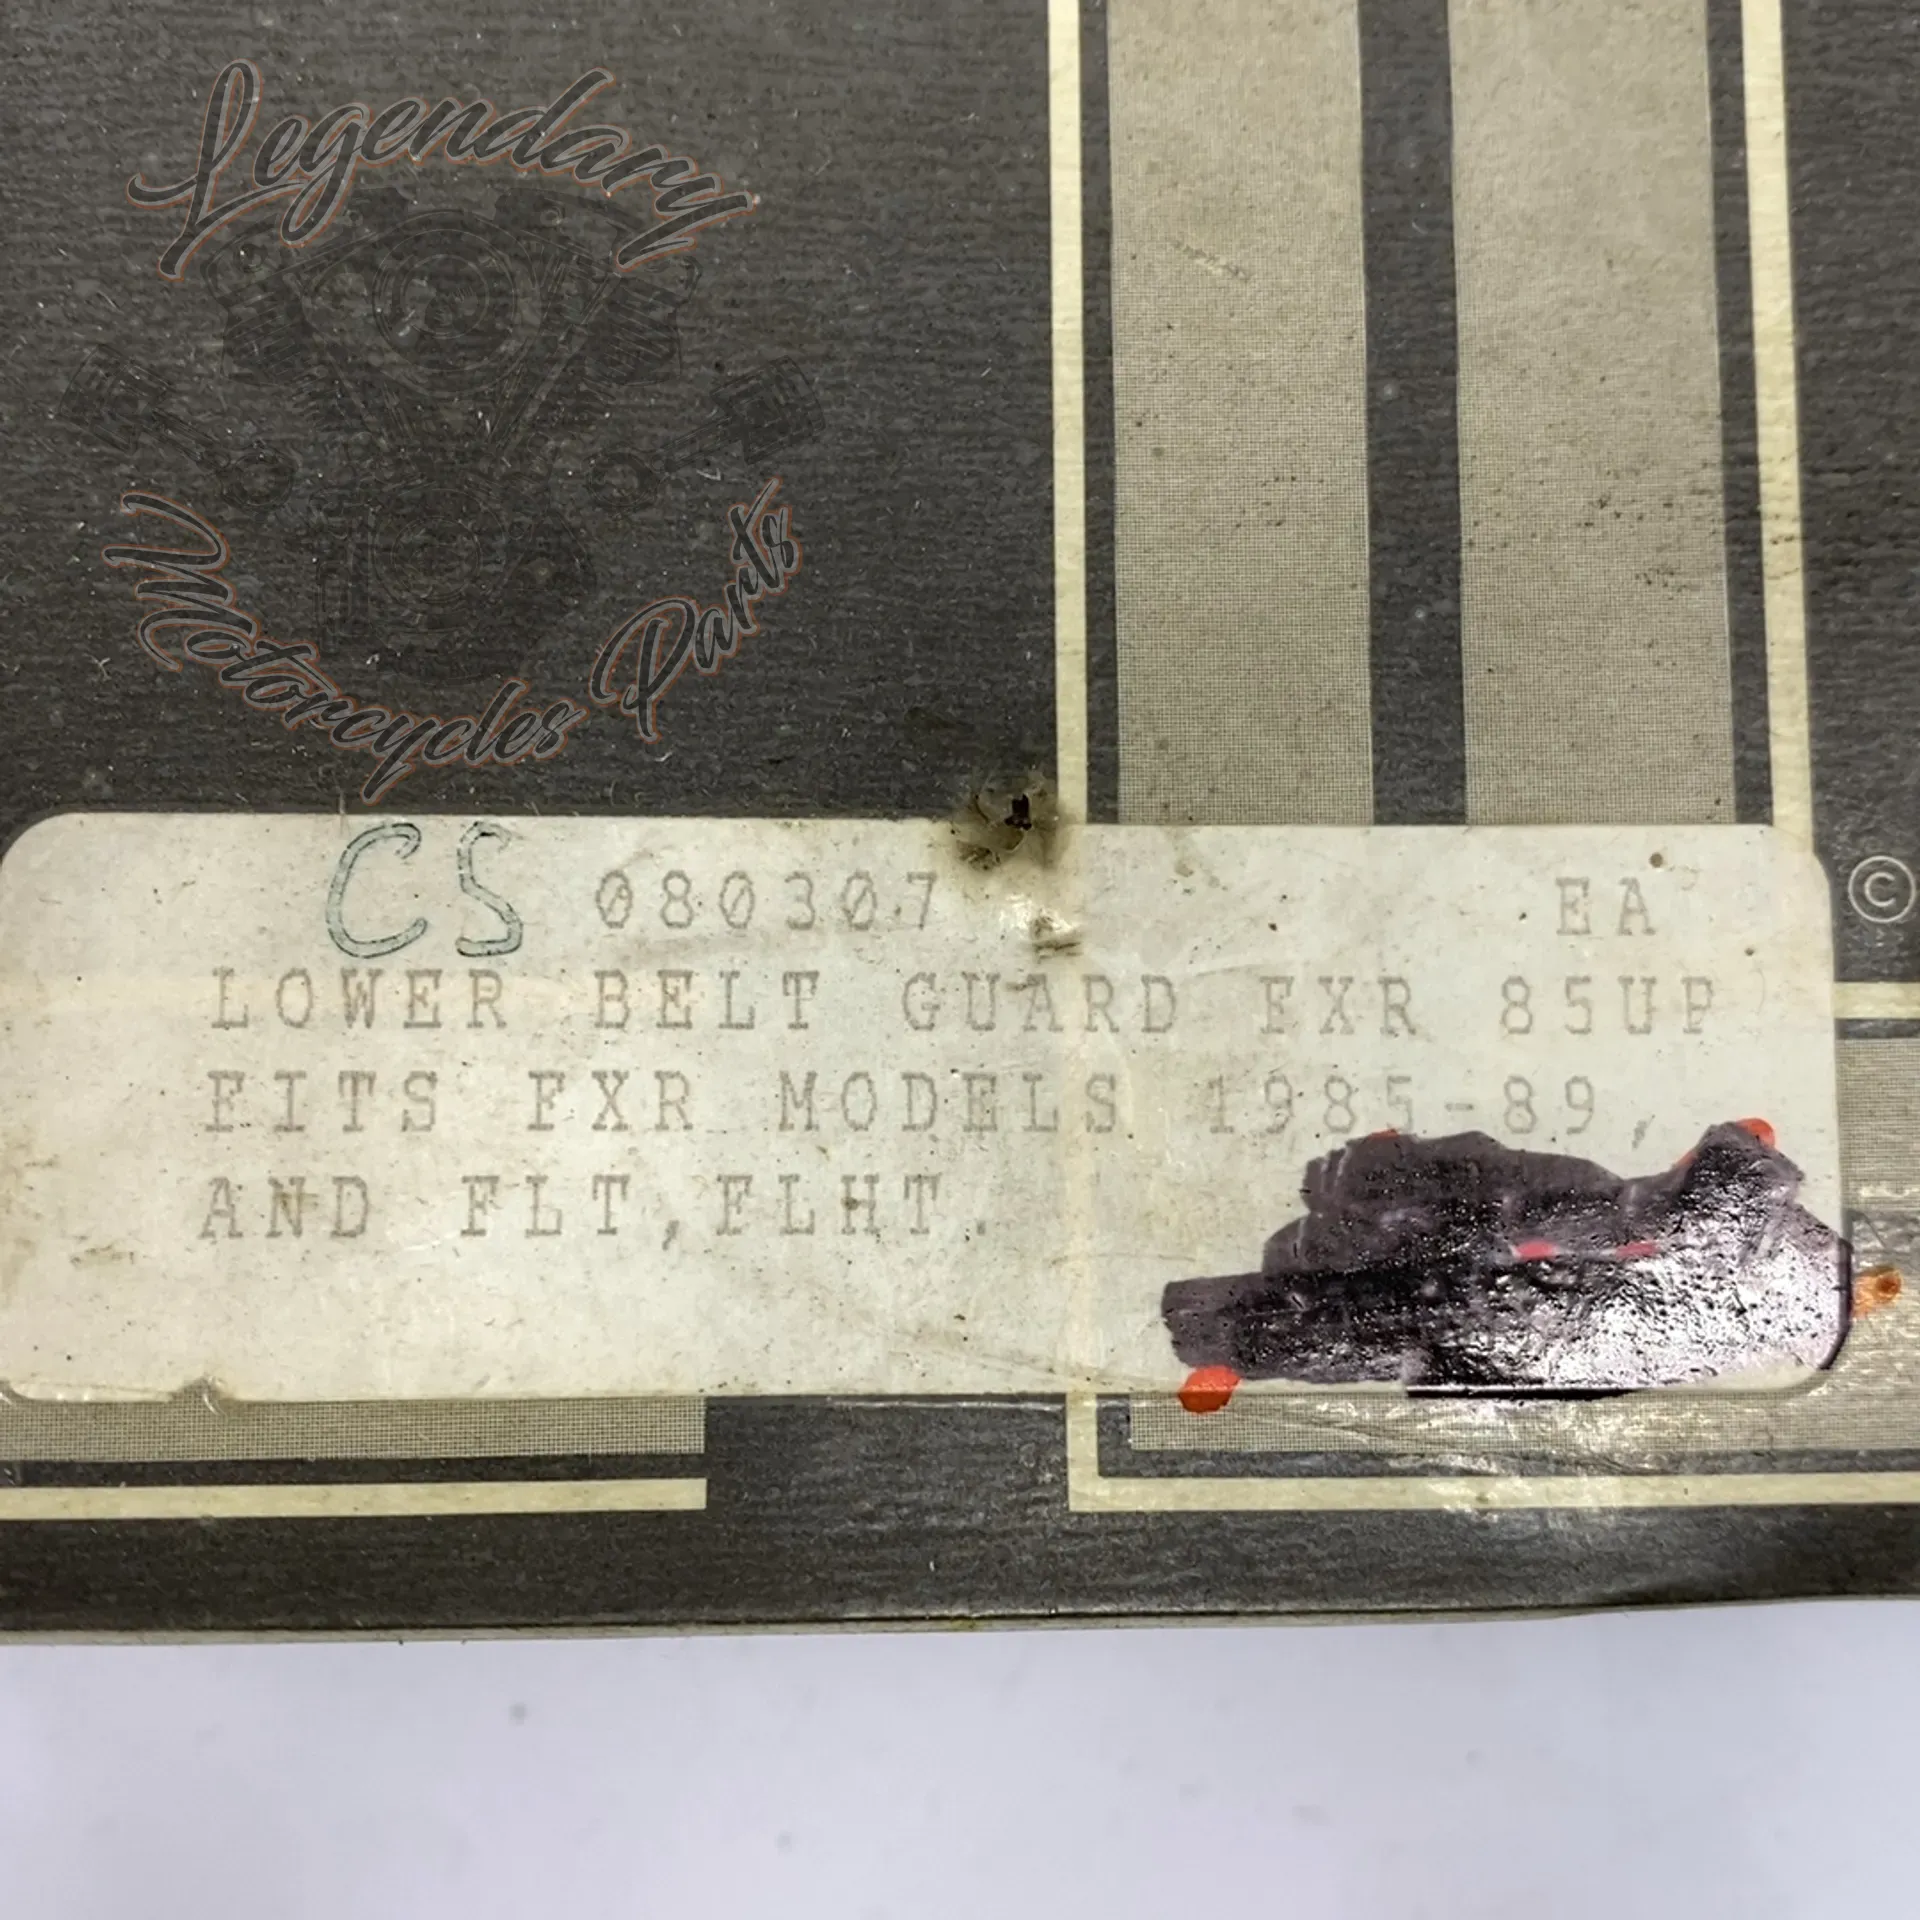 Legendary
Motorcycles Parts
CS 080307 EA
©
LOWER BELT GUARD FXR 85UP
FITS FXR MODELS 1985-89,
AND FLT,FLHT.